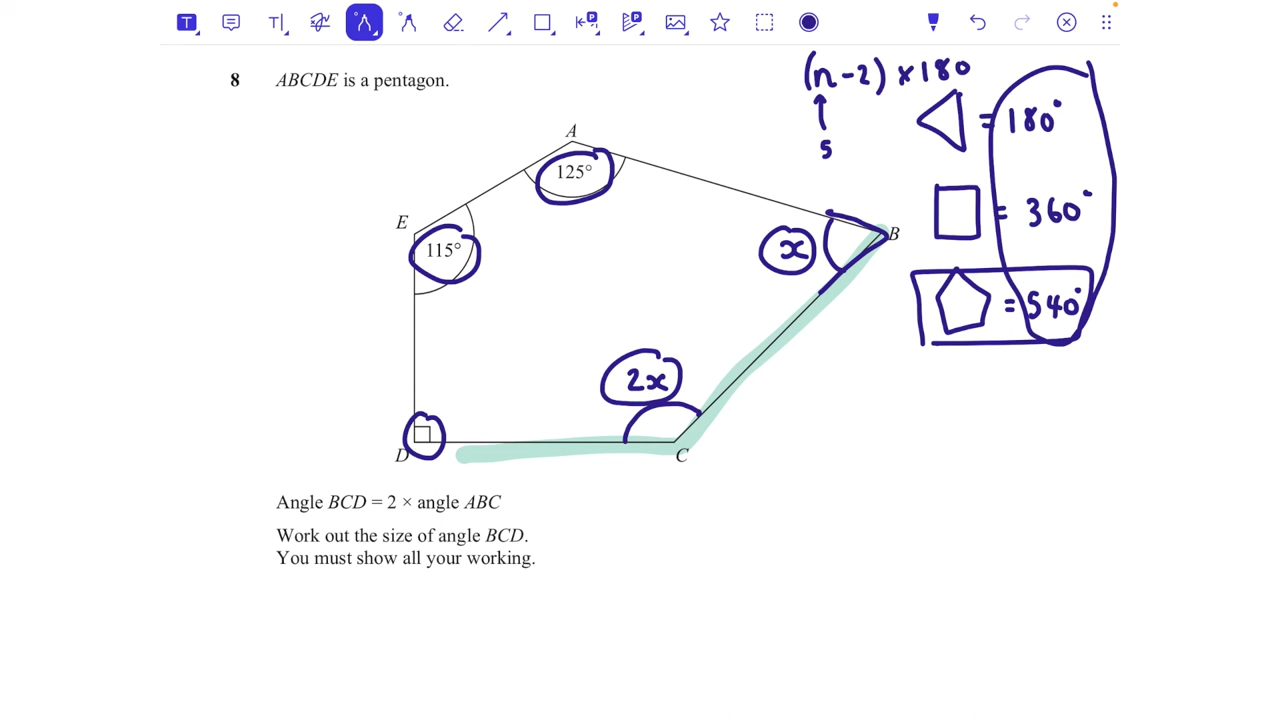 8 ABCDE is a pentagon.
(n-2) × 180
5
= 180°
= 360°
= 540°
A
125°
E
115°
x
B
2x
D
C
Angle BCD = 2 × angle ABC
Work out the size of angle BCD.
You must show all your working.